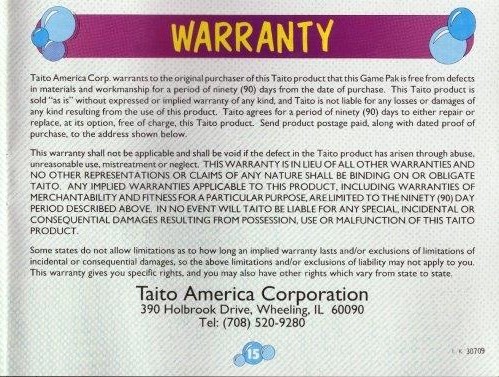 WARRANTY
Taito America Corp. warrants to the original purchaser of this Taito product that this Game Pak is free from defects
in materials and workmanship for a period of ninety (90) days from the date of purchase. This Taito product is
sold "as is" without expressed or implied warranty of any kind, and Taito is not liable for any losses or damages of
any kind resulting from the use of this product. Taito agrees for a period of ninety (90) days to either repair or
replace, at its option, free of charge, this Taito product. Send product postage paid, along with dated proof of
purchase, to the address shown below.
This warranty shall not be applicable and shall be void if the defect in the Taito product has arisen through abuse,
unreasonable use, mistreatment or neglect. THIS WARRANTY IS IN LIEU OF ALL OTHER WARRANTIES AND
NO OTHER REPRESENTATIONS OR CLAIMS OF ANY NATURE SHALL BE BINDING ON OR OBLIGATE
TAITO. ANY IMPLIED WARRANTIES APPLICABLE TO THIS PRODUCT, INCLUDING WARRANTIES OF
MERCHANTABILITY AND FITNESS FOR A PARTICULAR PURPOSE, ARE LIMITED TO THE NINETY (90) DAY
PERIOD DESCRIBED ABOVE. IN NO EVENT WILL TAITO BE LIABLE FOR ANY SPECIAL, INCIDENTAL OR
CONSEQUENTIAL DAMAGES RESULTING FROM POSSESSION, USE OR MALFUNCTION OF THIS TAITO
PRODUCT.
Some states do not allow limitations as to how long an implied warranty lasts and/or exclusions of limitations of
incidental or consequential damages, so the above limitations and/or exclusions of liability may not apply to you.
This warranty gives you specific rights, and you may also have other rights which vary from state to state.
Taito America Corporation
390 Holbrook Drive, Wheeling, IL 60090
Tel: (708) 520-9280
15
K 30709